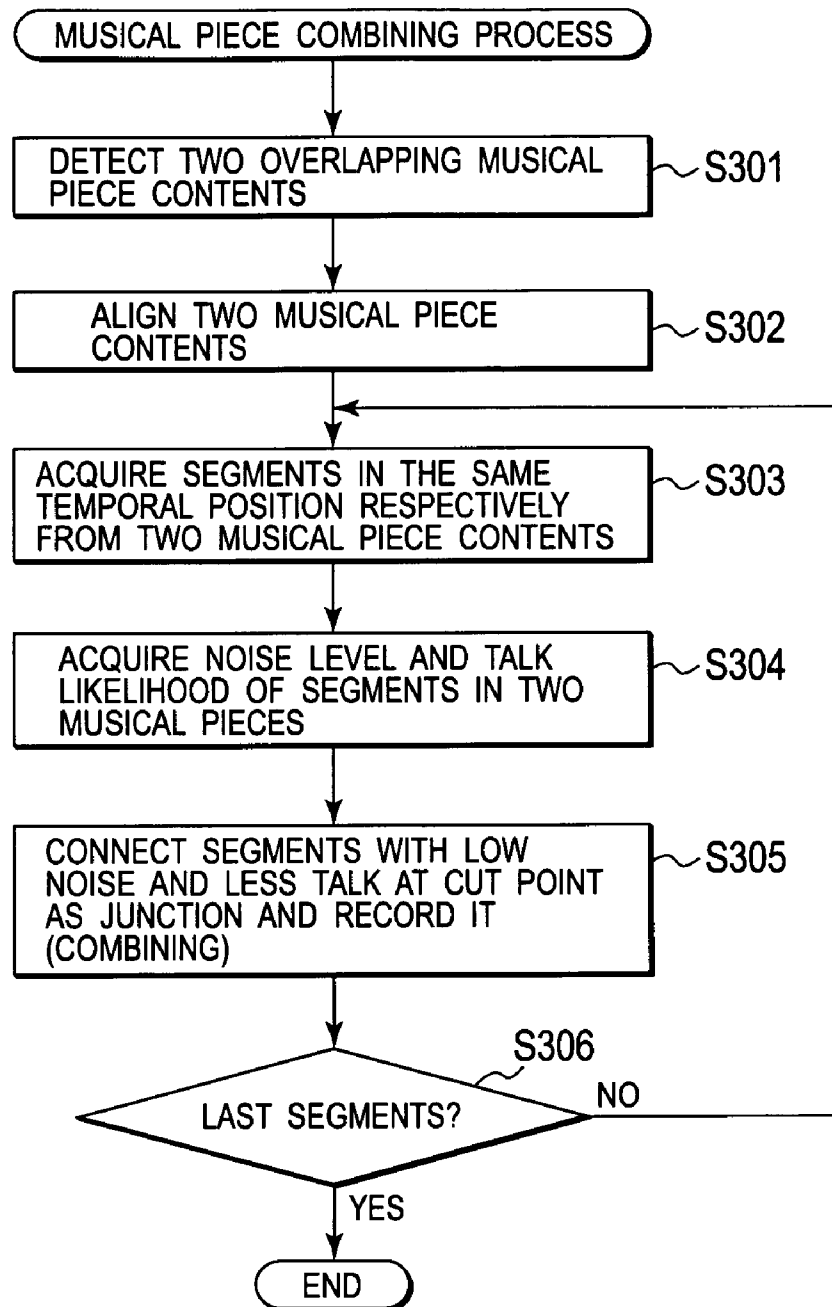 MUSICAL PIECE COMBINING PROCESS
DETECT TWO OVERLAPPING MUSICAL
PIECE CONTENTS
S301
ALIGN TWO MUSICAL PIECE
CONTENTS
S302
ACQUIRE SEGMENTS IN THE SAME
TEMPORAL POSITION RESPECTIVELY
FROM TWO MUSICAL PIECE CONTENTS
S303
ACQUIRE NOISE LEVEL AND TALK
LIKELIHOOD OF SEGMENTS IN TWO
MUSICAL PIECES
S304
CONNECT SEGMENTS WITH LOW
NOISE AND LESS TALK AT CUT POINT
AS JUNCTION AND RECORD IT
(COMBINING)
S305
S306
LAST SEGMENTS?
NO
YES
END